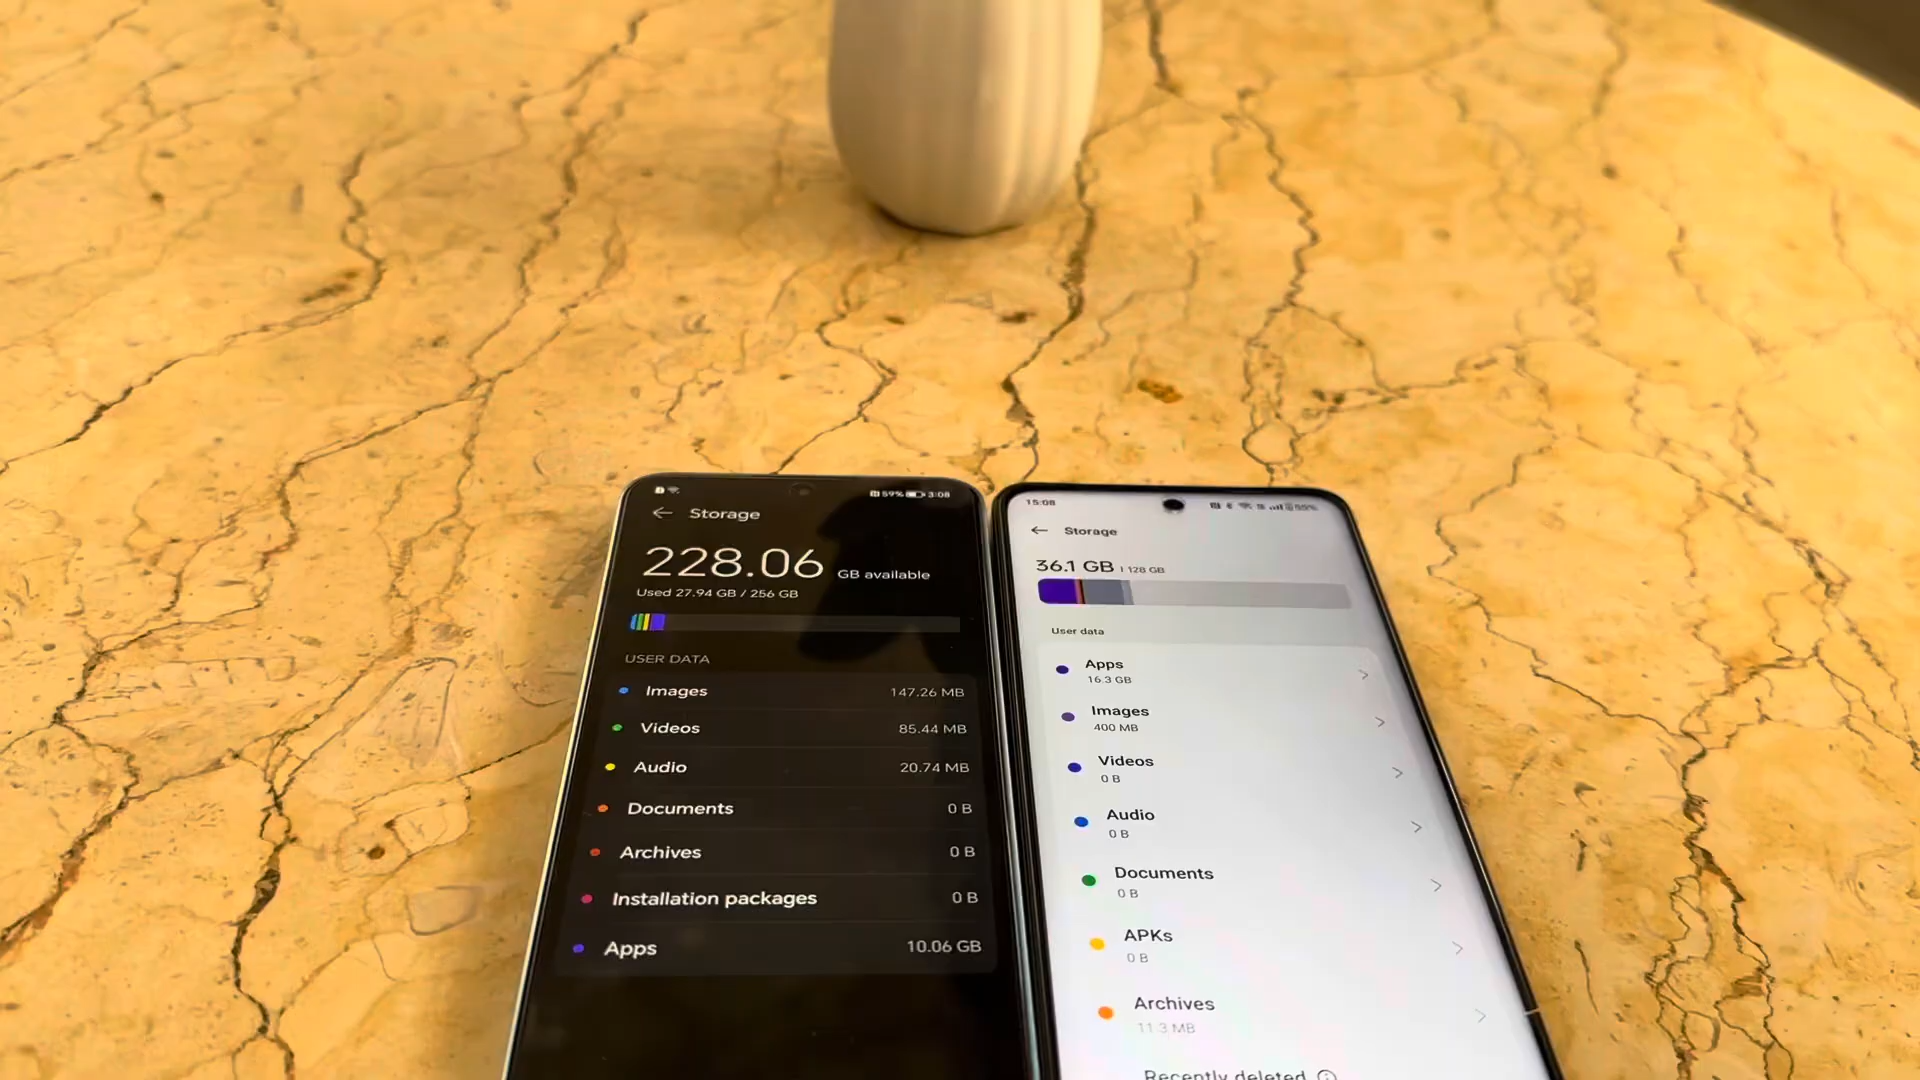 59% 3:08
← Storage
228.06 GB available
Used 27.94 GB / 256 GB
USER DATA
Images 147.26 MB
Videos 85.44 MB
Audio 20.74 MB
Documents 0 B
Archives 0 B
Installation packages 0 B
Apps 10.06 GB
15:08
← Storage
36.1 GB / 128 GB
User data
Apps
16.3 GB
Images
400 MB
Videos
0 B
Audio
0 B
Documents
0 B
APKs
0 B
Archives
11.3 MB
Recently deleted